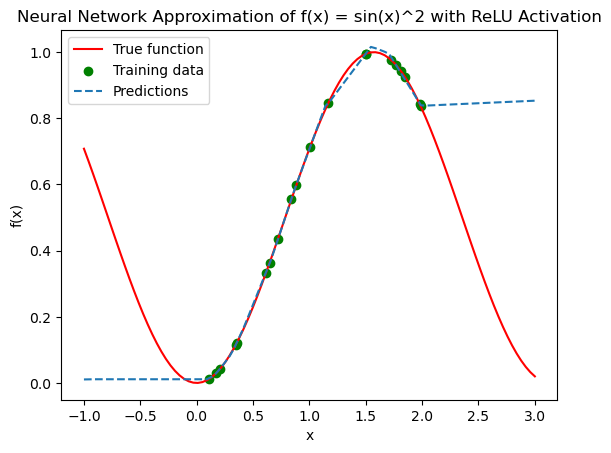 Neural Network Approximation of f(x) = sin(x)^2 with ReLU Activation
True function
Training data
Predictions
f(x)
1.0
0.8
0.6
0.4
0.2
0.0
−1.0 −0.5 0.0 0.5 1.0 1.5 2.0 2.5 3.0
x